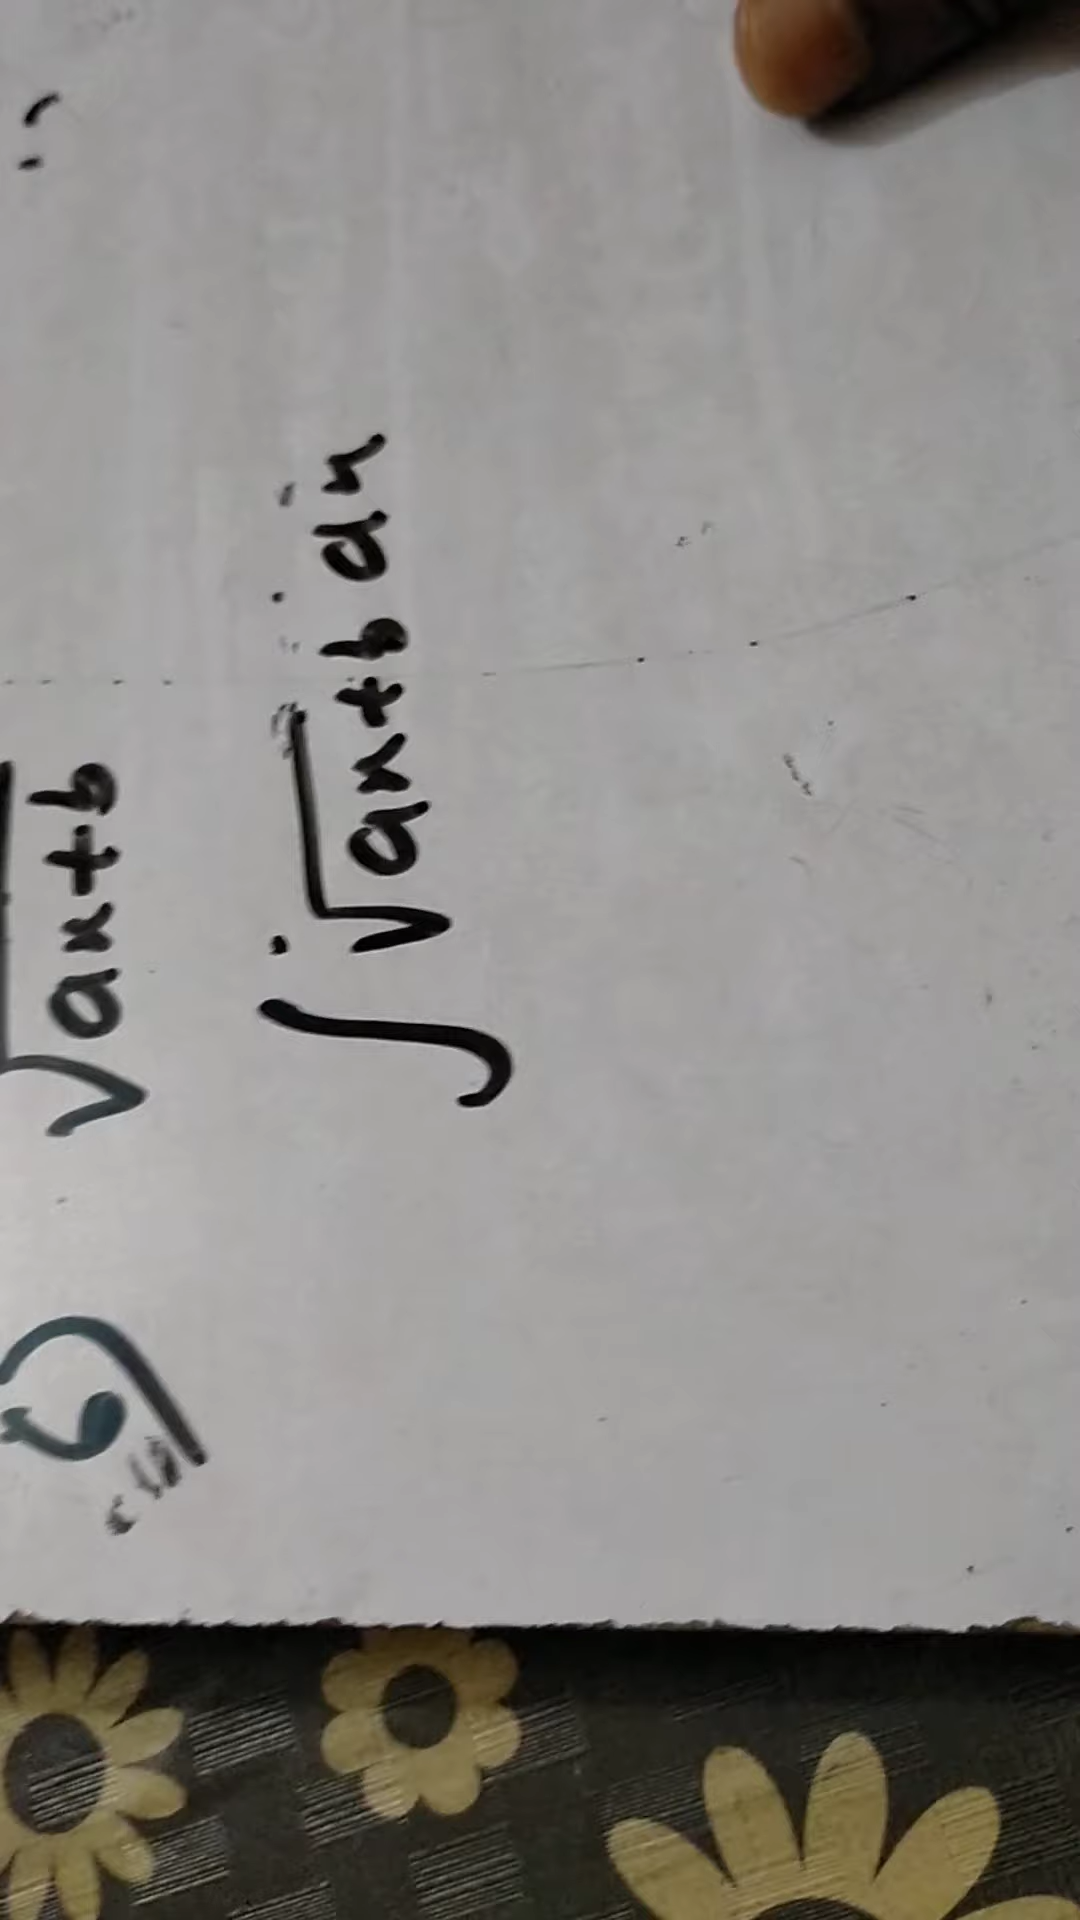 6) √ax+b
∫ √ax+b dx